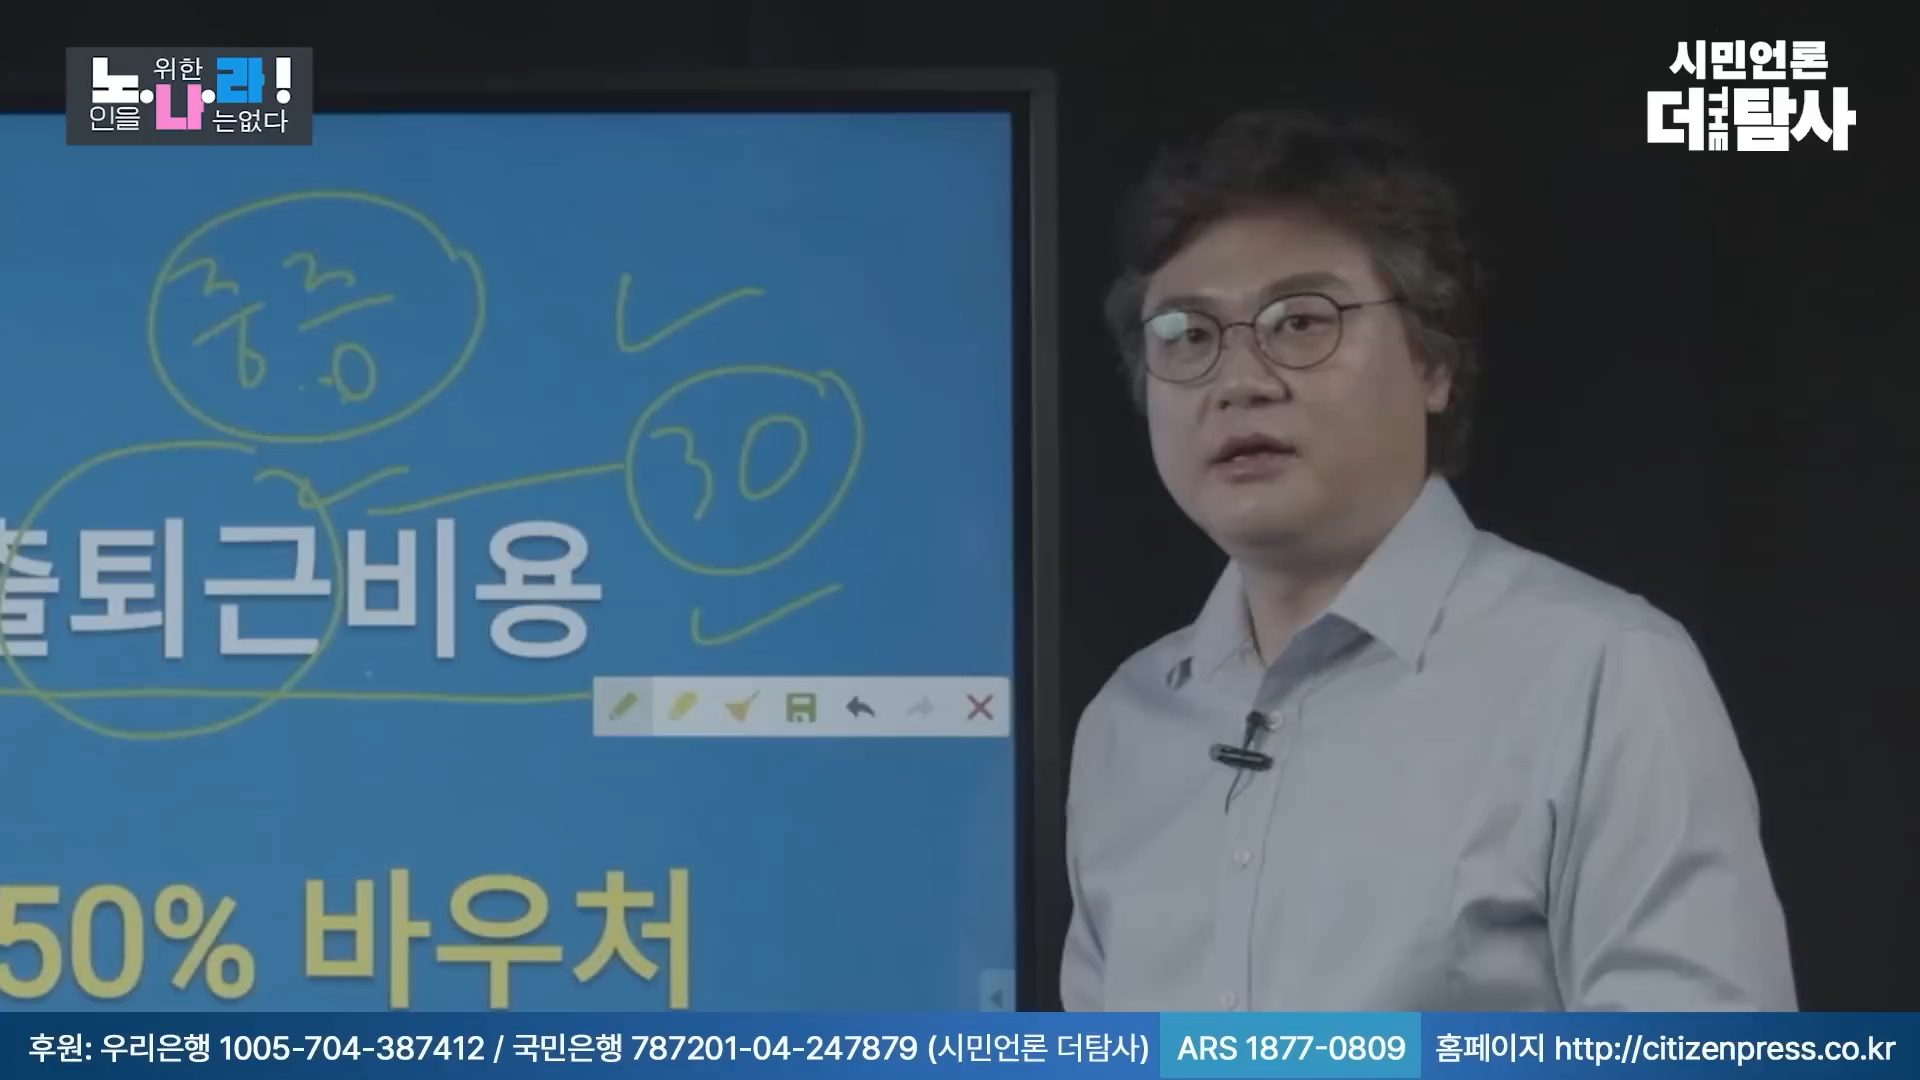 노.위한나.라!
인을 는없다
시민언론
더탐사
중증
30
출퇴근비용
50% 바우처
후원: 우리은행 1005-704-387412 / 국민은행 787201-04-247879 (시민언론 더탐사) ARS 1877-0809 홈페이지 http://citizenpress.co.kr